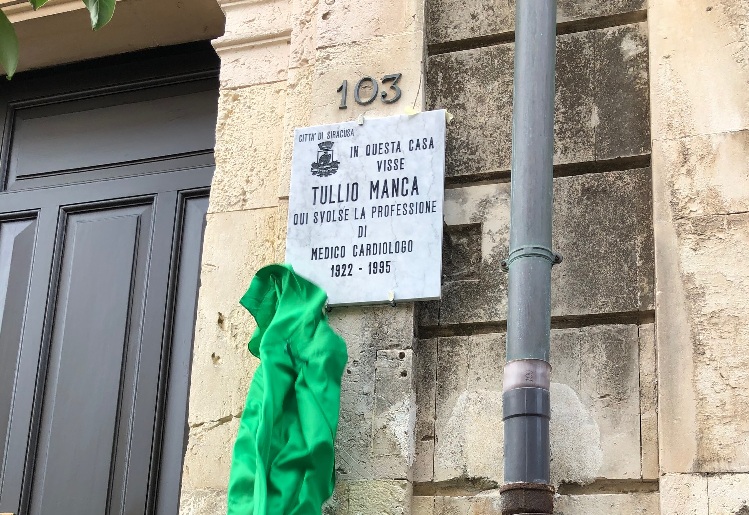 103
CITTA' DI SIRACUSA
IN QUESTA CASA
VISSE
TULLIO MANCA
QUI SVOLSE LA PROFESSIONE
DI
MEDICO CARDIOLOGO
1922 - 1995